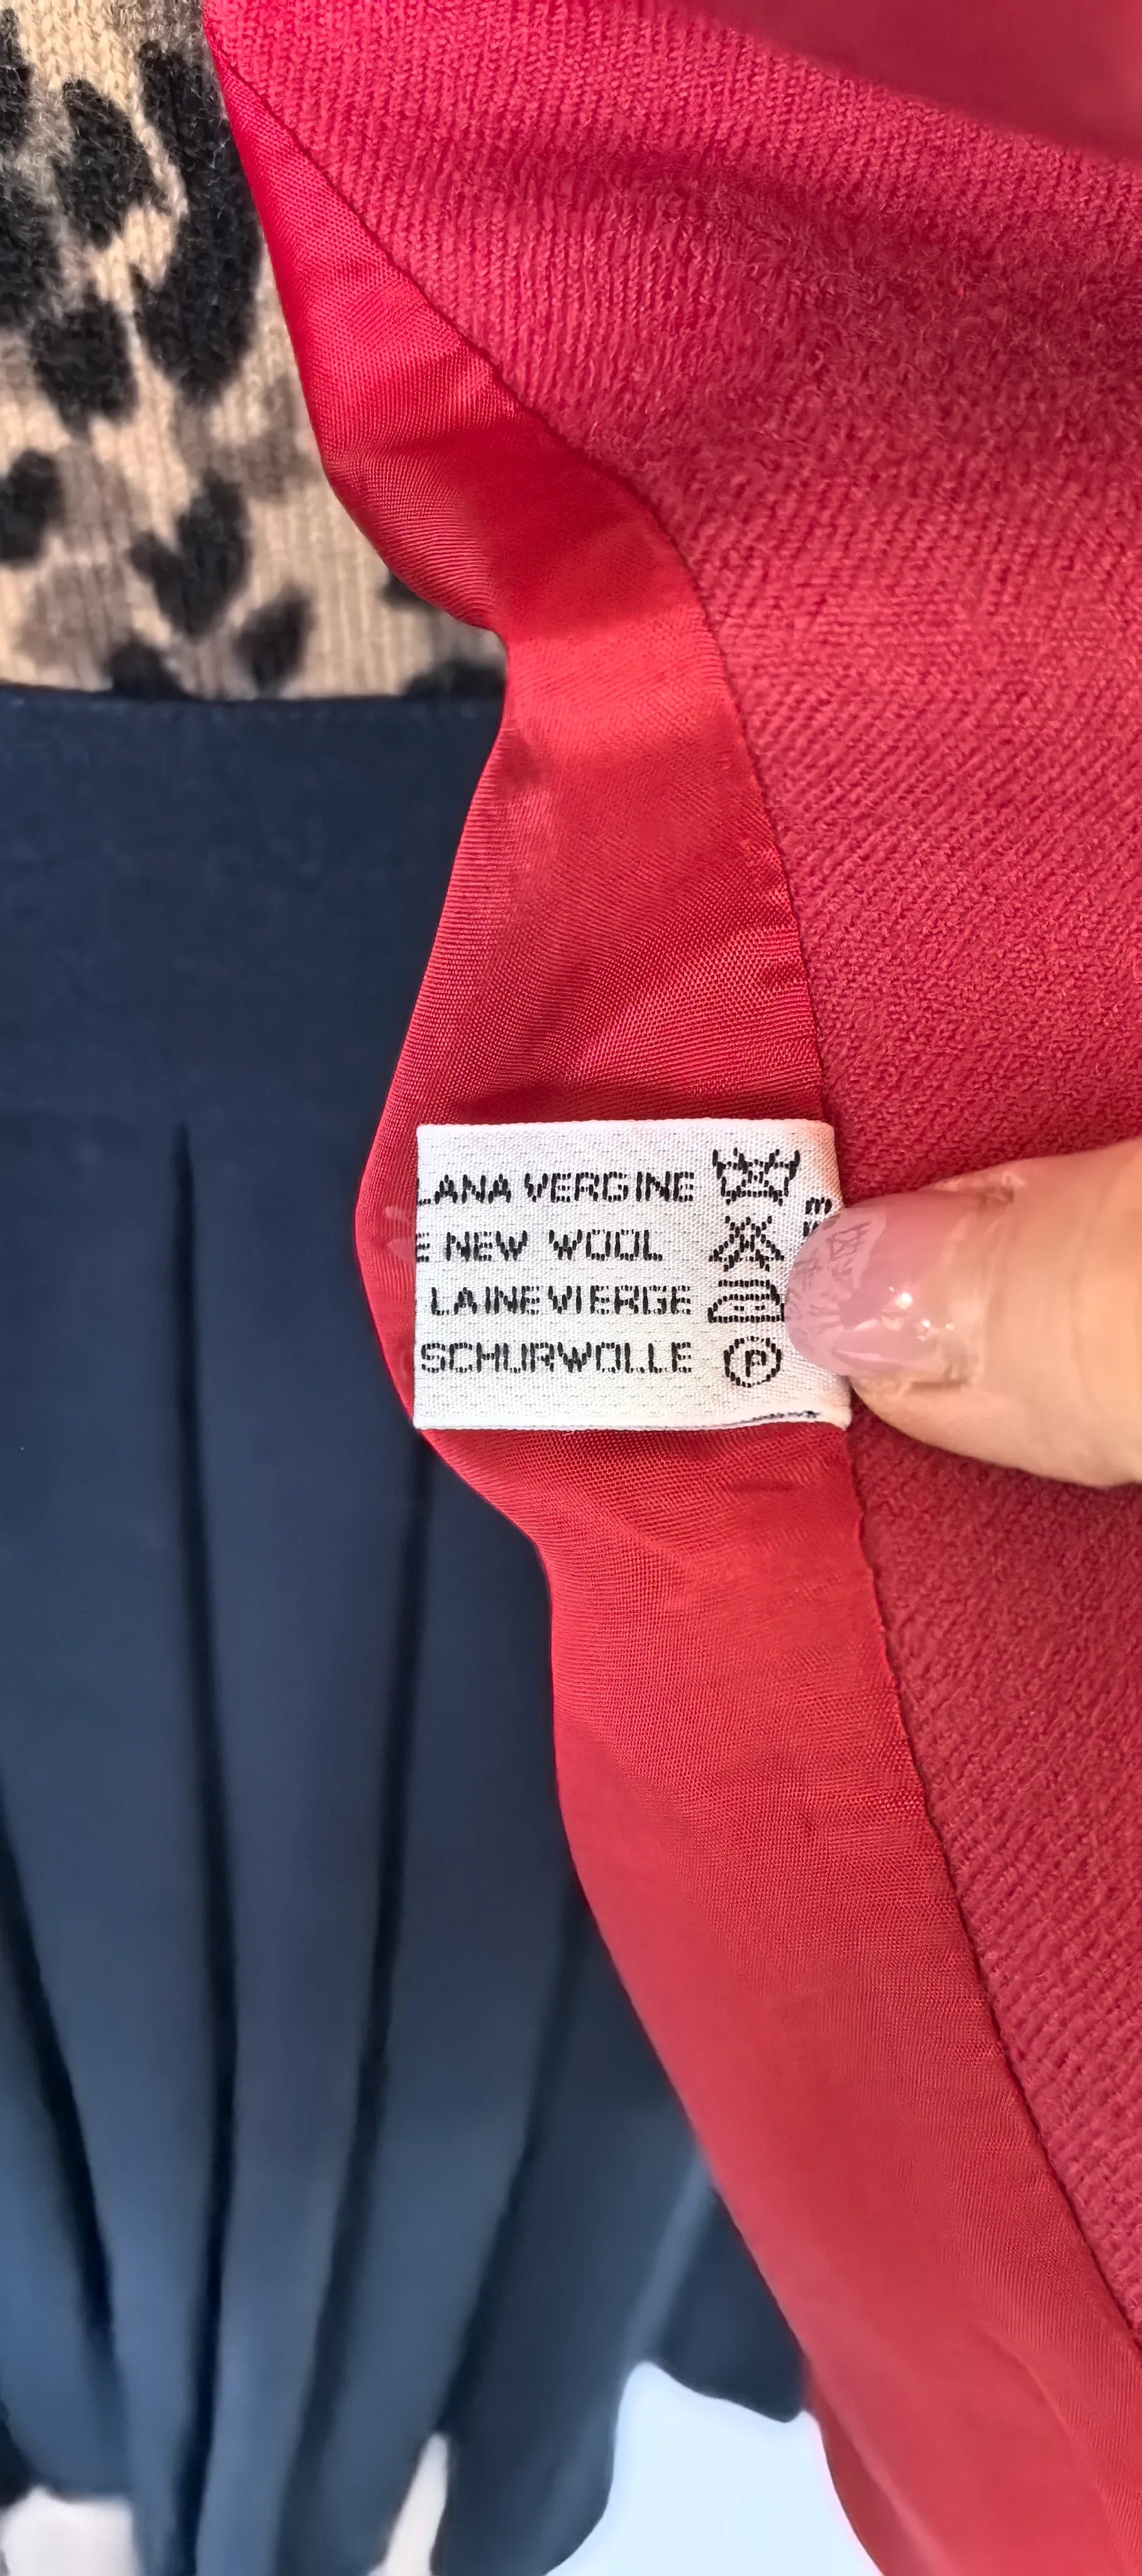 LANA VERGINE
E NEW WOOL
LAINE VIERGE
SCHURWOLLE
P